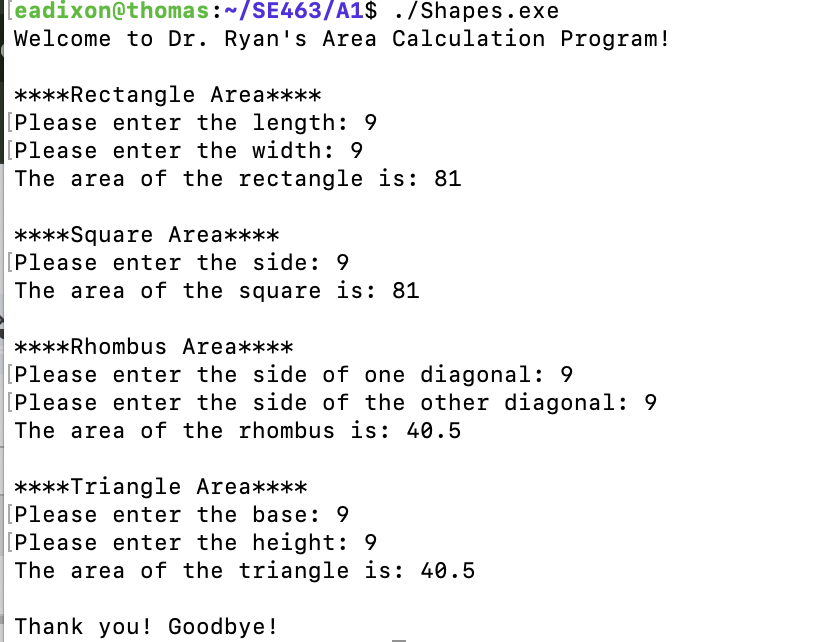 [eadixon@thomas:~/SE463/A1$ ./Shapes.exe
Welcome to Dr. Ryan's Area Calculation Program!
****Rectangle Area****
[Please enter the length: 9
[Please enter the width: 9
The area of the rectangle is: 81
****Square Area****
[Please enter the side: 9
The area of the square is: 81
****Rhombus Area****
[Please enter the side of one diagonal: 9
[Please enter the side of the other diagonal: 9
The area of the rhombus is: 40.5
****Triangle Area****
[Please enter the base: 9
[Please enter the height: 9
The area of the triangle is: 40.5
Thank you! Goodbye!